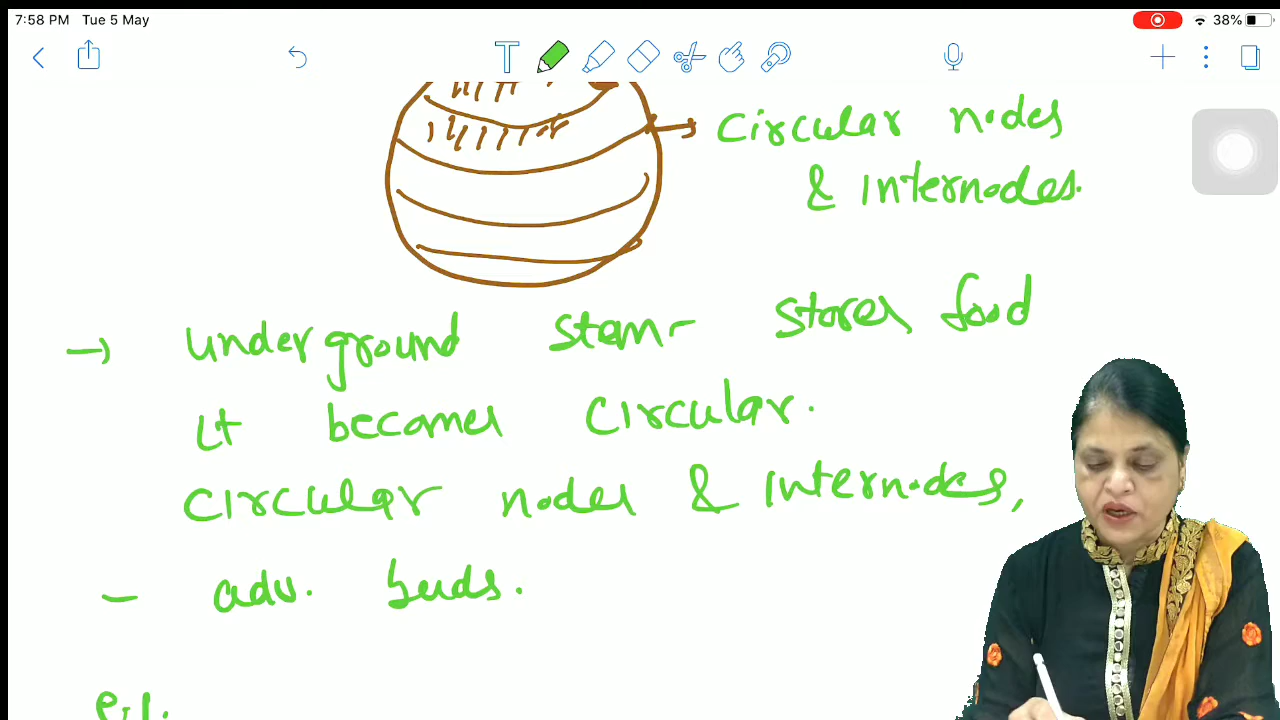 7:58 PM Tue 5 May
38%
T
Circular nodes
& Internodes.
→ underground stem - stores food
it becomes circular.
circular nodes & Internodes,
- adv. buds.
e.g.